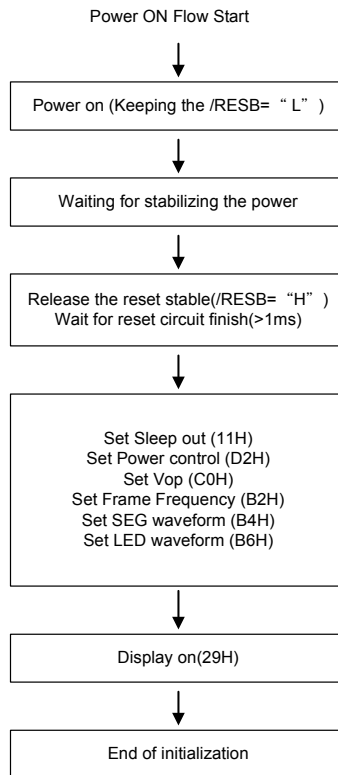 Power ON Flow Start
Power on (Keeping the /RESB= “L”)
Waiting for stabilizing the power
Release the reset stable(/RESB= “H”)
Wait for reset circuit finish(>1ms)
Set Sleep out (11H)
Set Power control (D2H)
Set Vop (C0H)
Set Frame Frequency (B2H)
Set SEG waveform (B4H)
Set LED waveform (B6H)
Display on(29H)
End of initialization